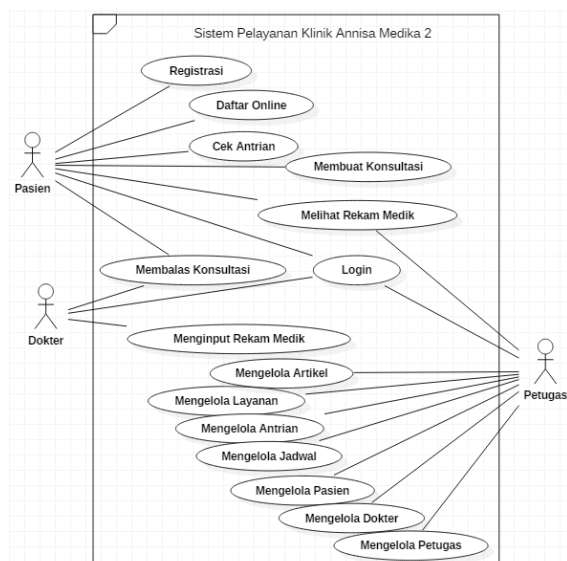 Sistem Pelayanan Klinik Annisa Medika 2
Registrasi
Daftar Online
Cek Antrian
Membuat Konsultasi
Pasien
Melihat Rekam Medik
Membalas Konsultasi
Login
Dokter
Menginput Rekam Medik
Mengelola Artikel
Petugas
Mengelola Layanan
Mengelola Antrian
Mengelola Jadwal
Mengelola Pasien
Mengelola Dokter
Mengelola Petugas